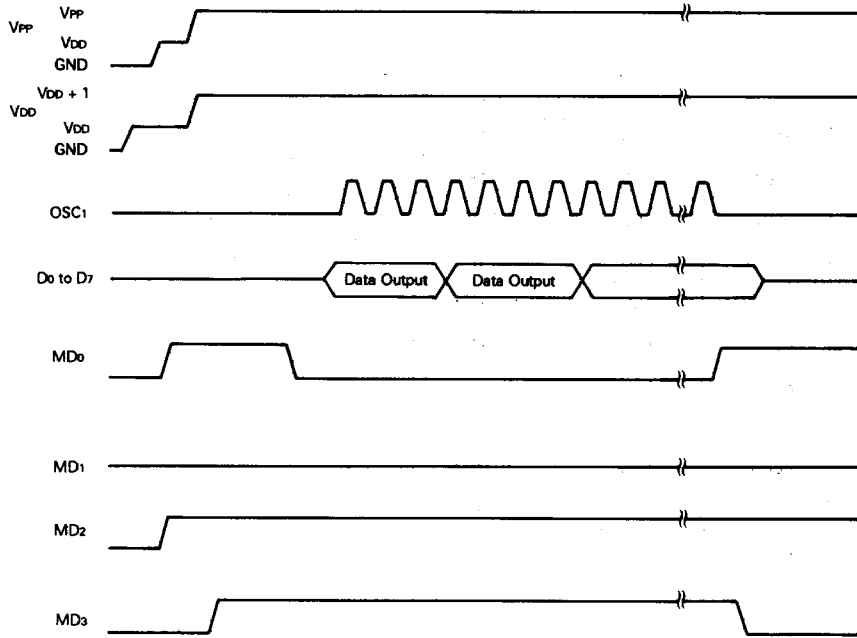 VPP
VPP
VDD
GND
VDD + 1
VDD
VDD
GND
OSC1
D0 to D7
Data Output
Data Output
MD0
MD1
MD2
MD3